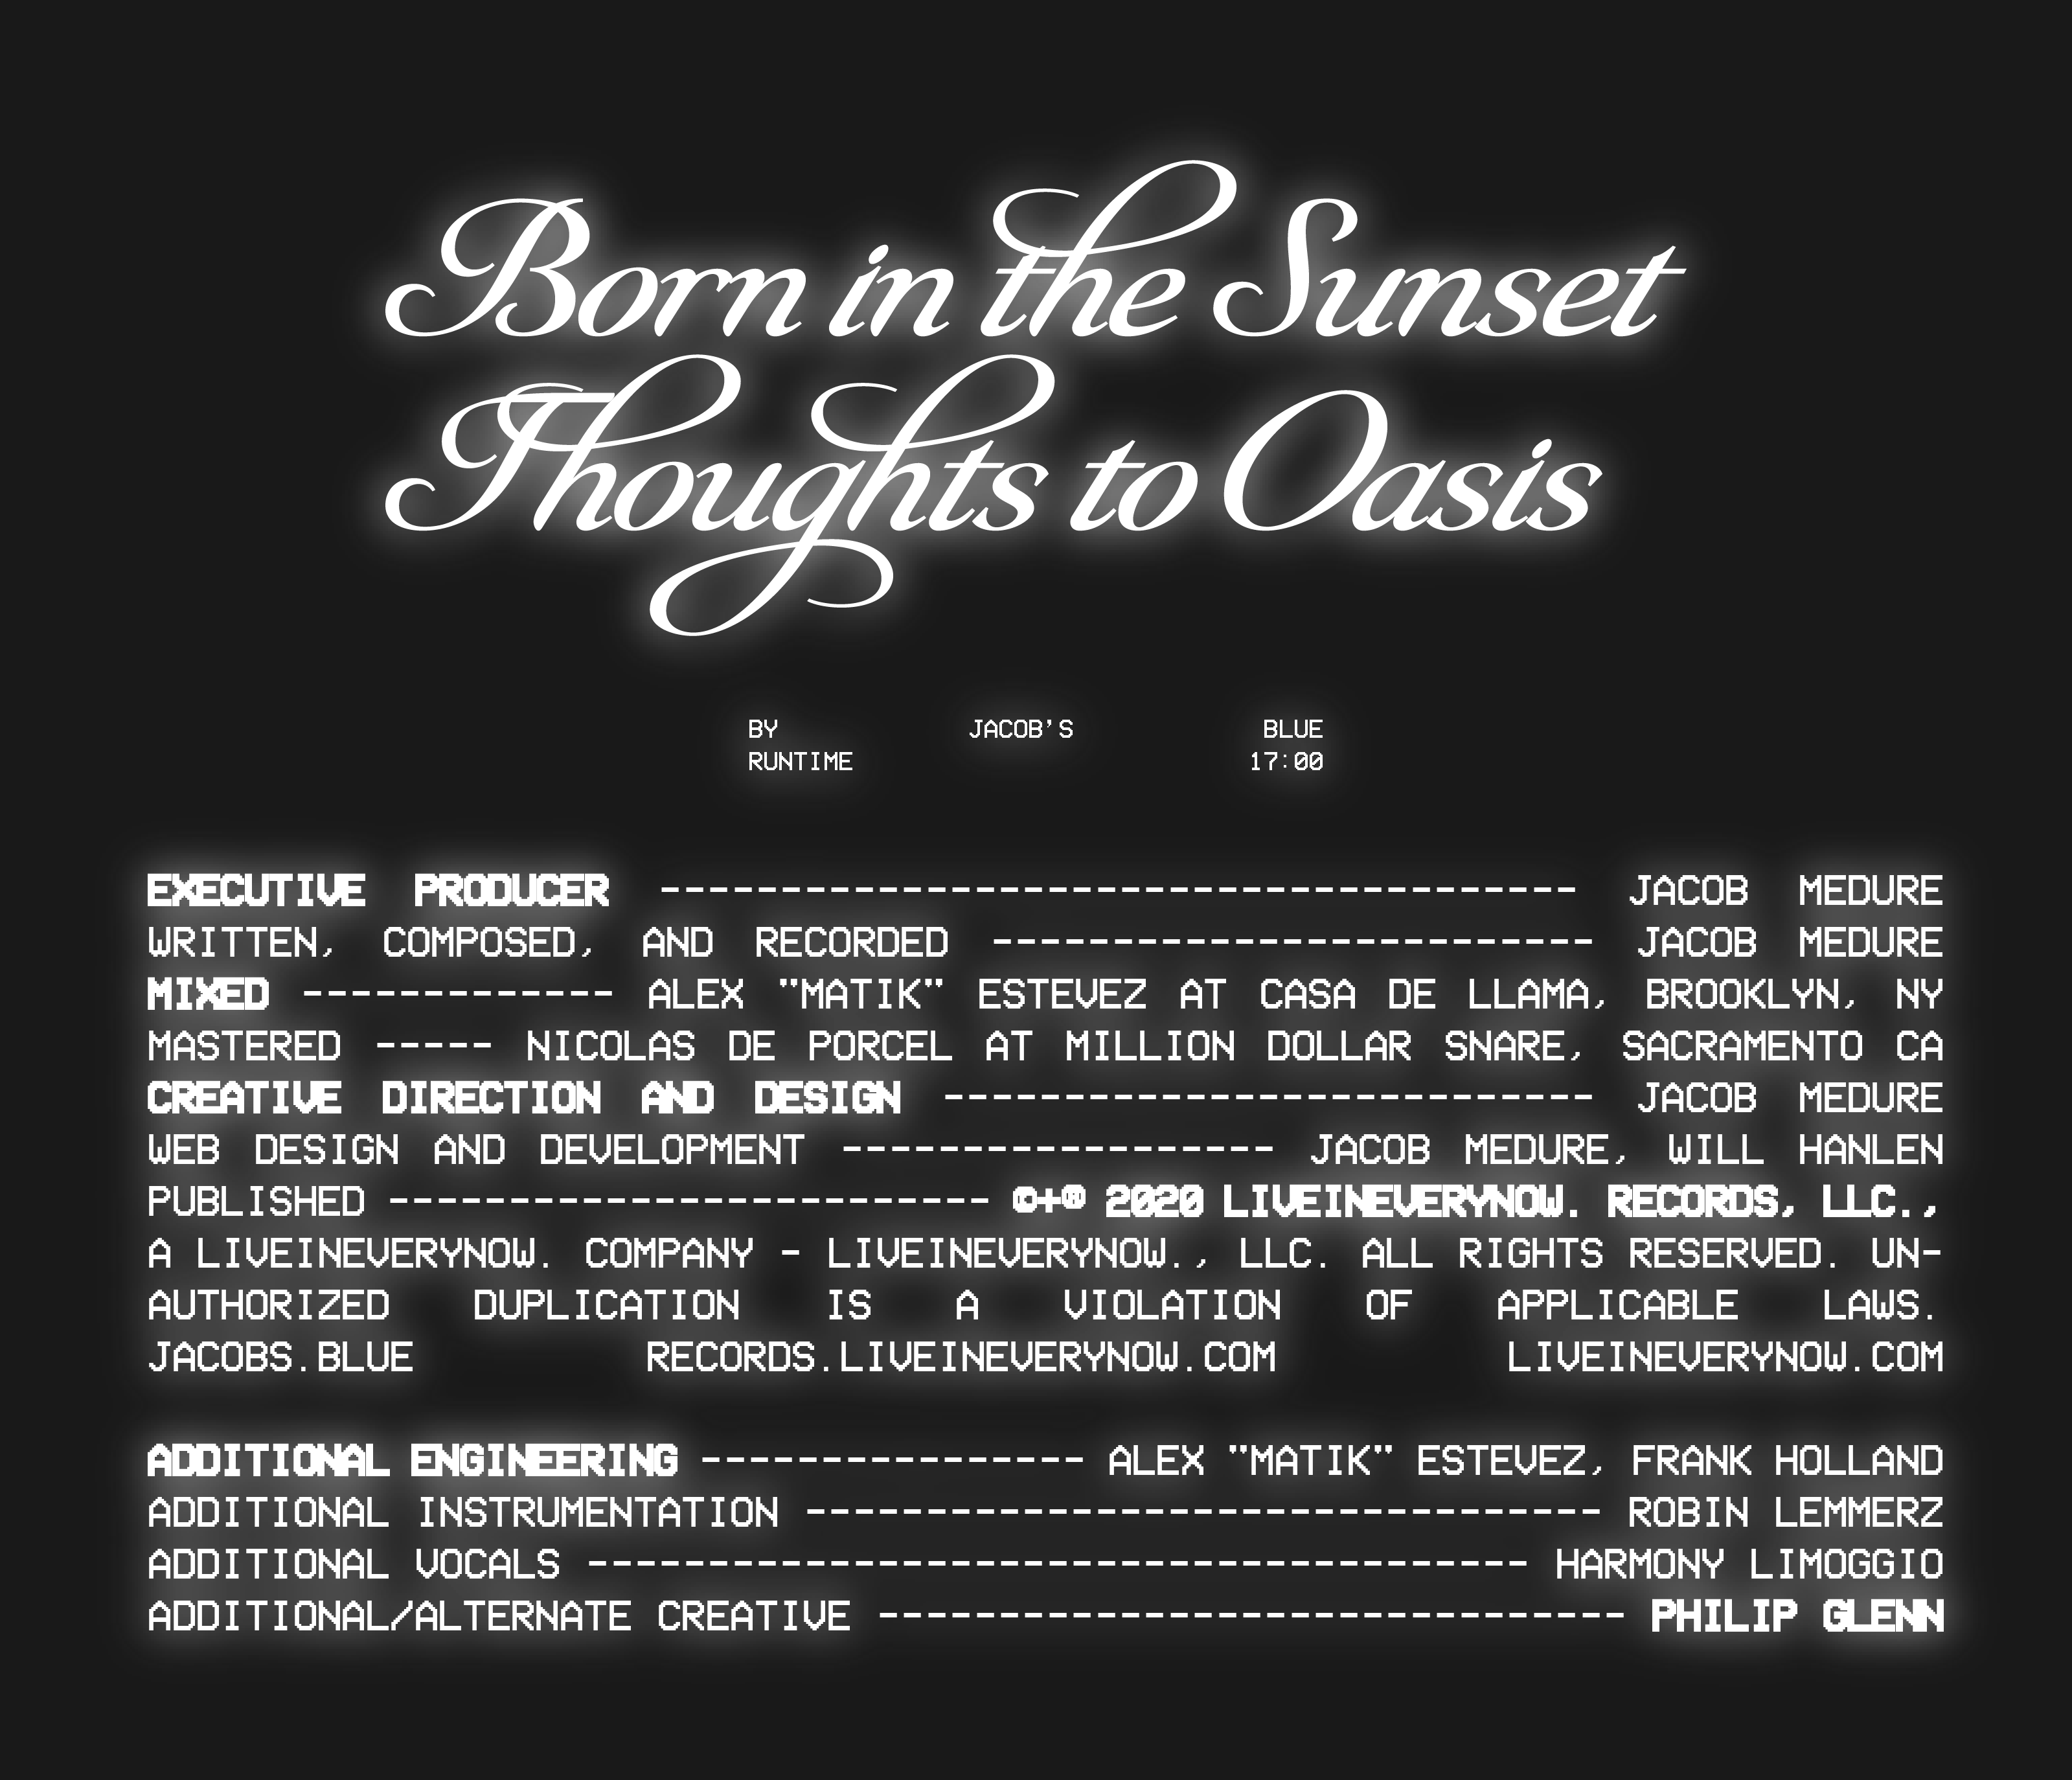 Born in the Sunset
Thoughts to Oasis
BY JACOB'S BLUE
RUNTIME 17:00
EXECUTIVE PRODUCER -------------------------------------- JACOB MEDURE
WRITTEN, COMPOSED, AND RECORDED ------------------------- JACOB MEDURE
MIXED ------------- ALEX "MATIK" ESTEVEZ AT CASA DE LLAMA, BROOKLYN, NY
MASTERED ----- NICOLAS DE PORCEL AT MILLION DOLLAR SNARE, SACRAMENTO CA
CREATIVE DIRECTION AND DESIGN --------------------------- JACOB MEDURE
WEB DESIGN AND DEVELOPMENT ------------------ JACOB MEDURE, WILL HANLEN
PUBLISHED ------------------------- ©+® 2020 LIVEINEVERYNOW. RECORDS, LLC.,
A LIVEINEVERYNOW. COMPANY - LIVEINEVERYNOW., LLC. ALL RIGHTS RESERVED. UN-
AUTHORIZED DUPLICATION IS A VIOLATION OF APPLICABLE LAWS.
JACOBS.BLUE RECORDS.LIVEINEVERYNOW.COM LIVEINEVERYNOW.COM
ADDITIONAL ENGINEERING ---------------- ALEX "MATIK" ESTEVEZ, FRANK HOLLAND
ADDITIONAL INSTRUMENTATION --------------------------------- ROBIN LEMMERZ
ADDITIONAL VOCALS --------------------------------------- HARMONY LIMOGGIO
ADDITIONAL/ALTERNATE CREATIVE ------------------------------- PHILIP GLENN